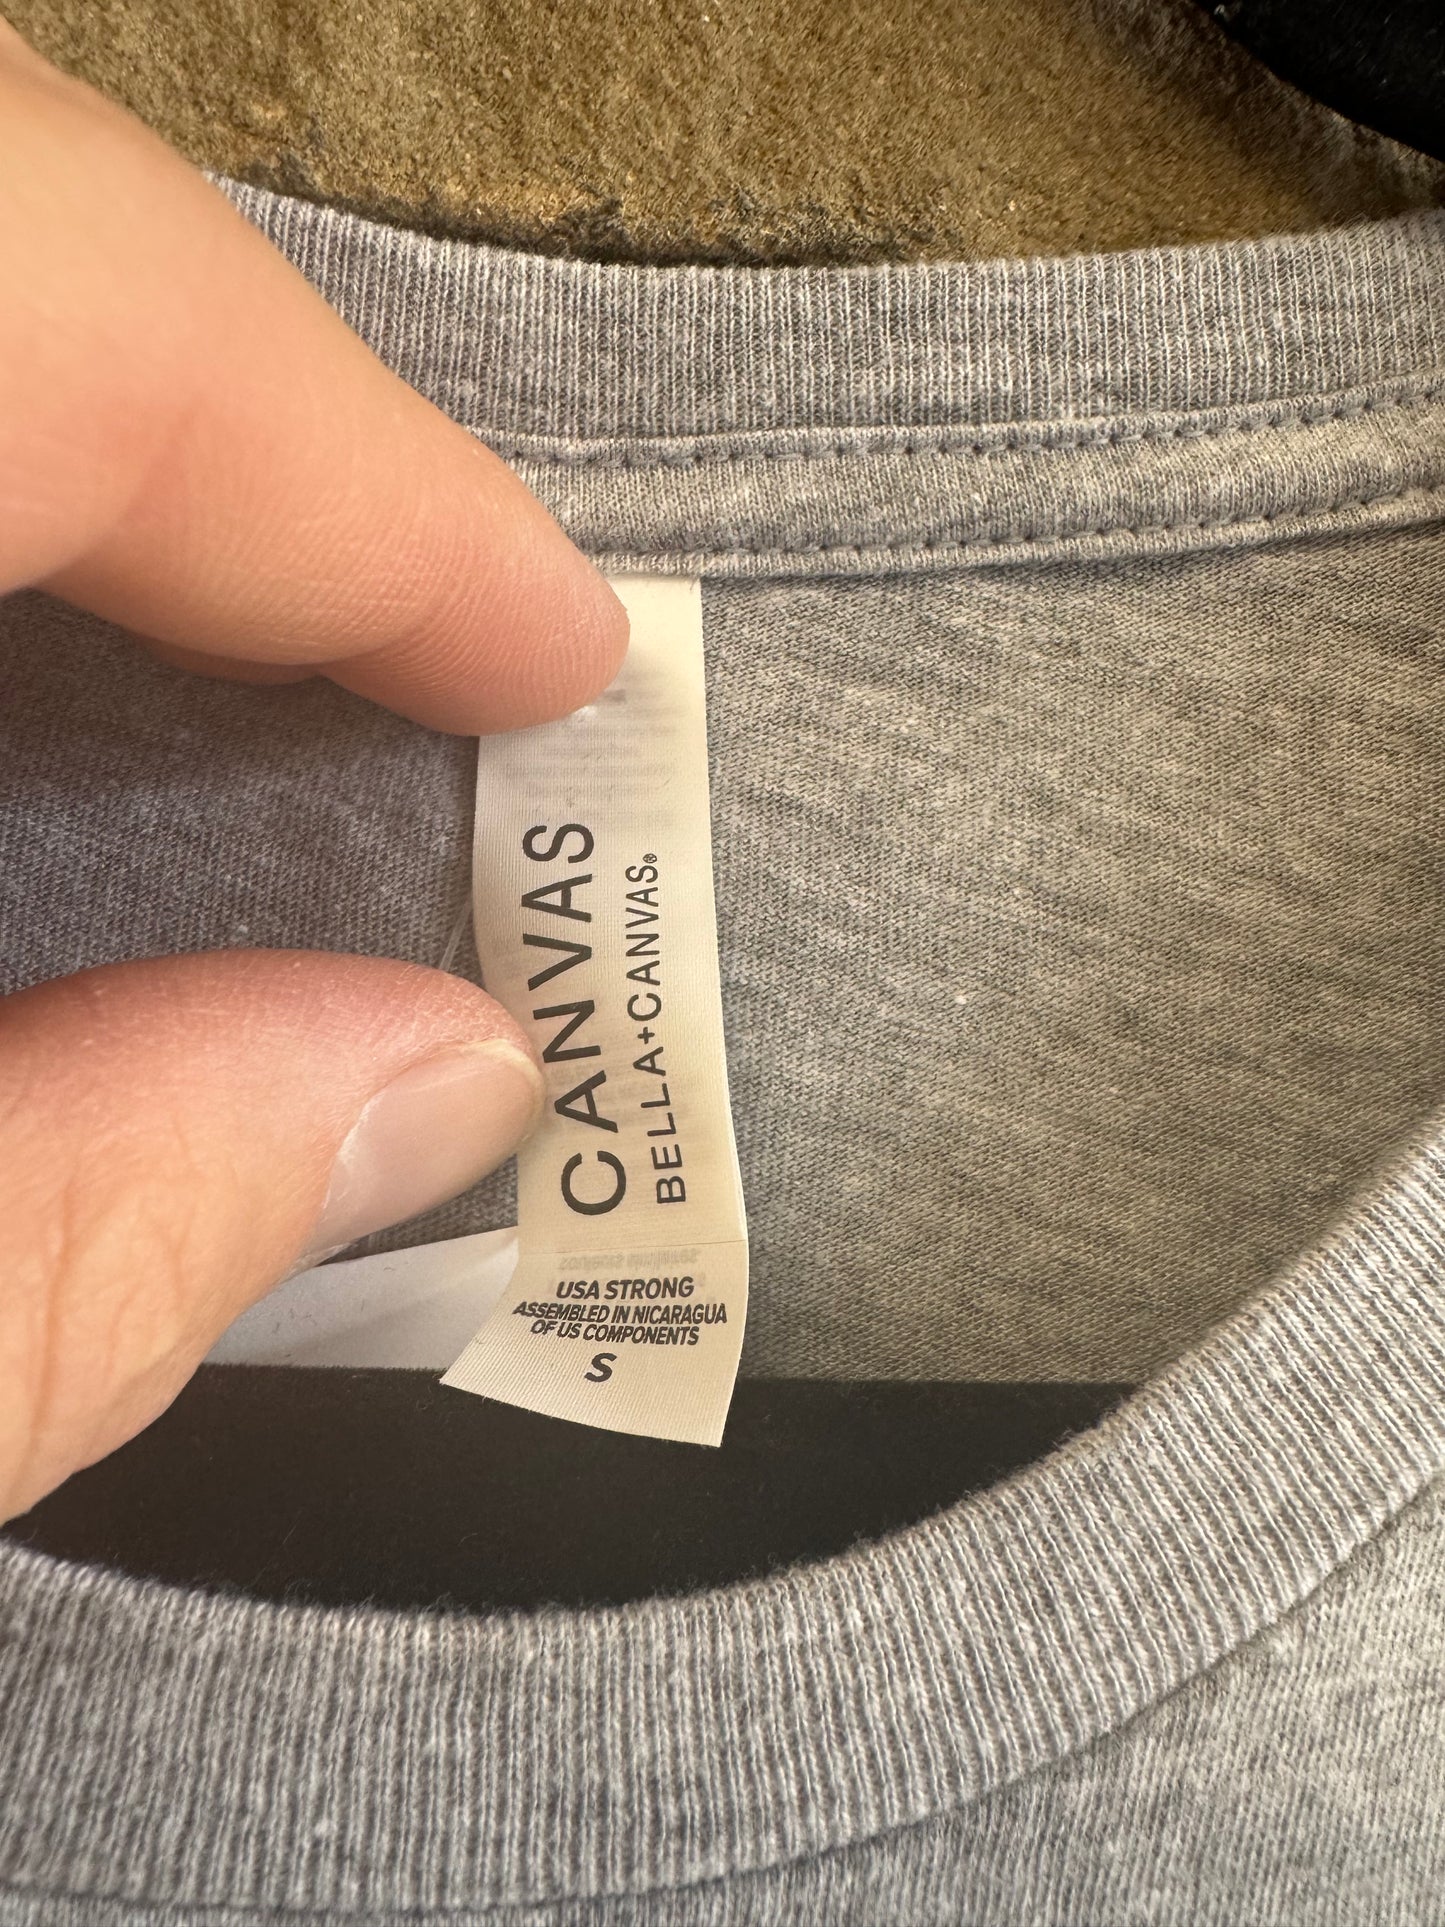 CANVAS
BELLA+CANVAS®
USA STRONG
ASSEMBLED IN NICARAGUA
OF US COMPONENTS
S